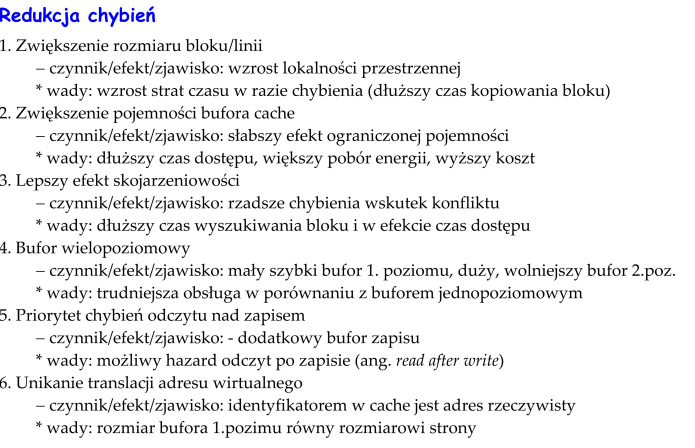 Redukcja chybień
1. Zwiększenie rozmiaru bloku/linii
– czynnik/efekt/zjawisko: wzrost lokalności przestrzennej
* wady: wzrost strat czasu w razie chybienia (dłuższy czas kopiowania bloku)
2. Zwiększenie pojemności bufora cache
– czynnik/efekt/zjawisko: słabszy efekt ograniczonej pojemności
* wady: dłuższy czas dostępu, większy pobór energii, wyższy koszt
3. Lepszy efekt skojarzeniowości
– czynnik/efekt/zjawisko: rzadsze chybienia wskutek konfliktu
* wady: dłuższy czas wyszukiwania bloku i w efekcie czas dostępu
4. Bufor wielopoziomowy
– czynnik/efekt/zjawisko: mały szybki bufor 1. poziomu, duży, wolniejszy bufor 2.poz.
* wady: trudniejsza obsługa w porównaniu z buforem jednopoziomowym
5. Priorytet chybień odczytu nad zapisem
– czynnik/efekt/zjawisko: - dodatkowy bufor zapisu
* wady: możliwy hazard odczyt po zapisie (ang. read after write)
6. Unikanie translacji adresu wirtualnego
– czynnik/efekt/zjawisko: identyfikatorem w cache jest adres rzeczywisty
* wady: rozmiar bufora 1.pozimu równy rozmiarowi strony